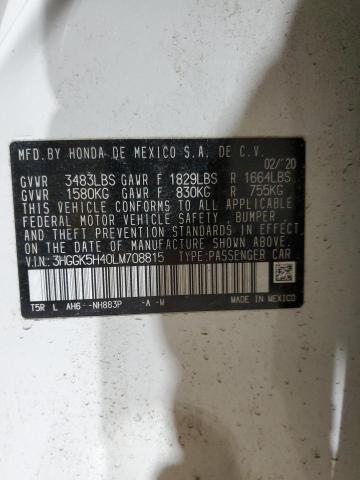 MFD.BY HONDA DE MEXICO S.A. DE C.V.
02/'20
GVWR 3483LBS GAWR F 1829LBS R 1664LBS
GVWR 1580KG GAWR F 830KG R 755KG
THIS VEHICLE CONFORMS TO ALL APPLICABLE
FEDERAL MOTOR VEHICLE SAFETY , BUMPER ,
AND THEFT PREVENTION STANDARDS IN EFFECT
ON THE DATE OF MANUFACTURE SHOWN ABOVE.
V.I.N.: 3HGGK5H40LM708815 TYPE:PASSENGER CAR
T5R L AH6 -NH883P -A -M
MADE IN MEXICO